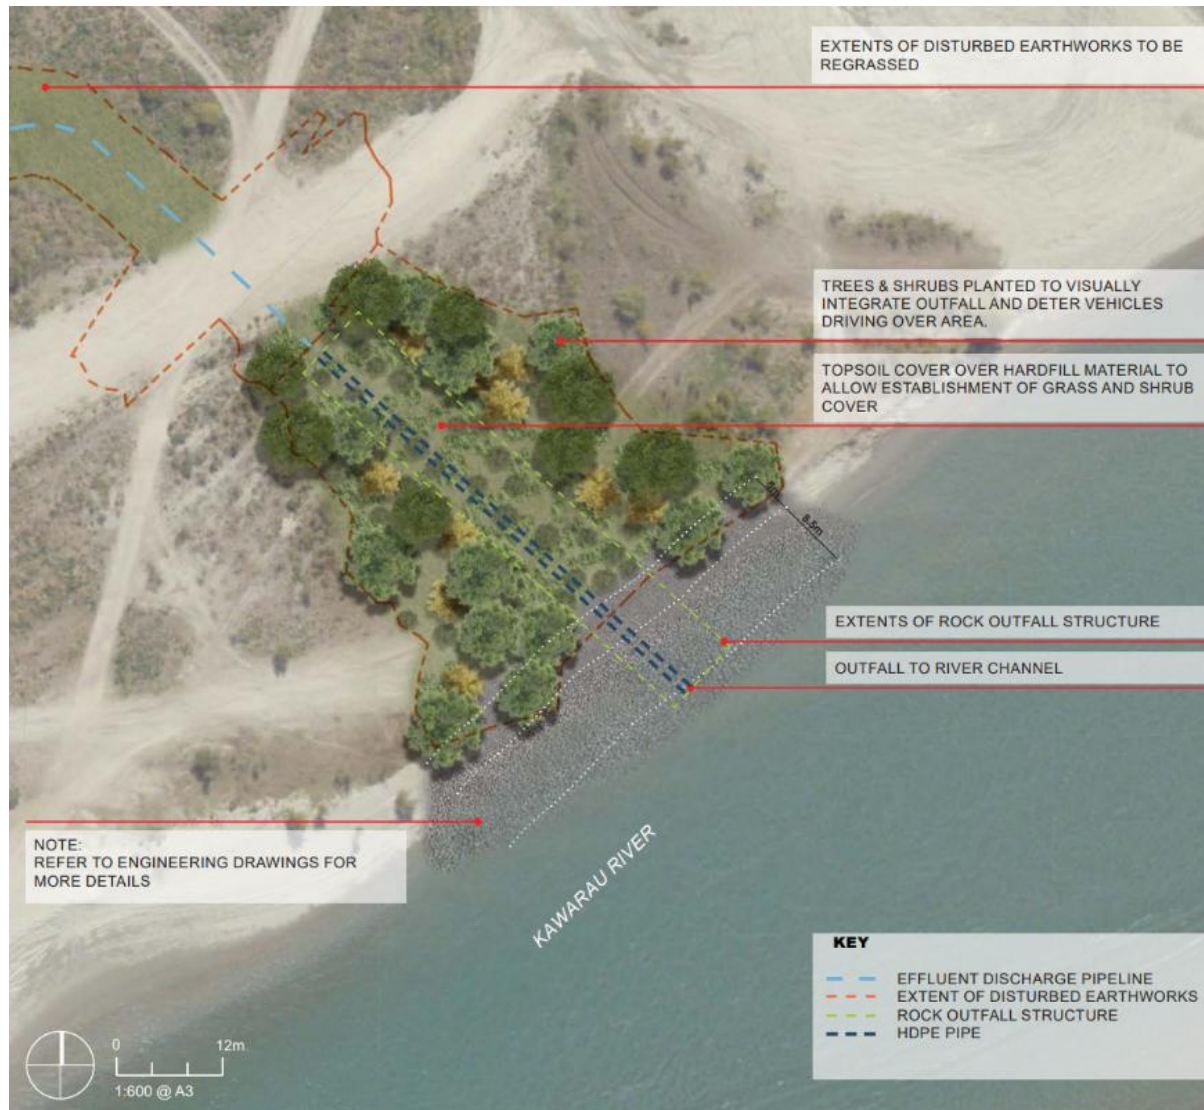 EXTENTS OF DISTURBED EARTHWORKS TO BE
REGRASSED
TREES & SHRUBS PLANTED TO VISUALLY
INTEGRATE OUTFALL AND DETER VEHICLES
DRIVING OVER AREA.
TOPSOIL COVER OVER HARDFILL MATERIAL TO
ALLOW ESTABLISHMENT OF GRASS AND SHRUB
COVER
8.5m
EXTENTS OF ROCK OUTFALL STRUCTURE
OUTFALL TO RIVER CHANNEL
NOTE:
REFER TO ENGINEERING DRAWINGS FOR
MORE DETAILS
KAWARAU RIVER
KEY
EFFLUENT DISCHARGE PIPELINE
EXTENT OF DISTURBED EARTHWORKS
ROCK OUTFALL STRUCTURE
HDPE PIPE
0 12m
1:600 @ A3